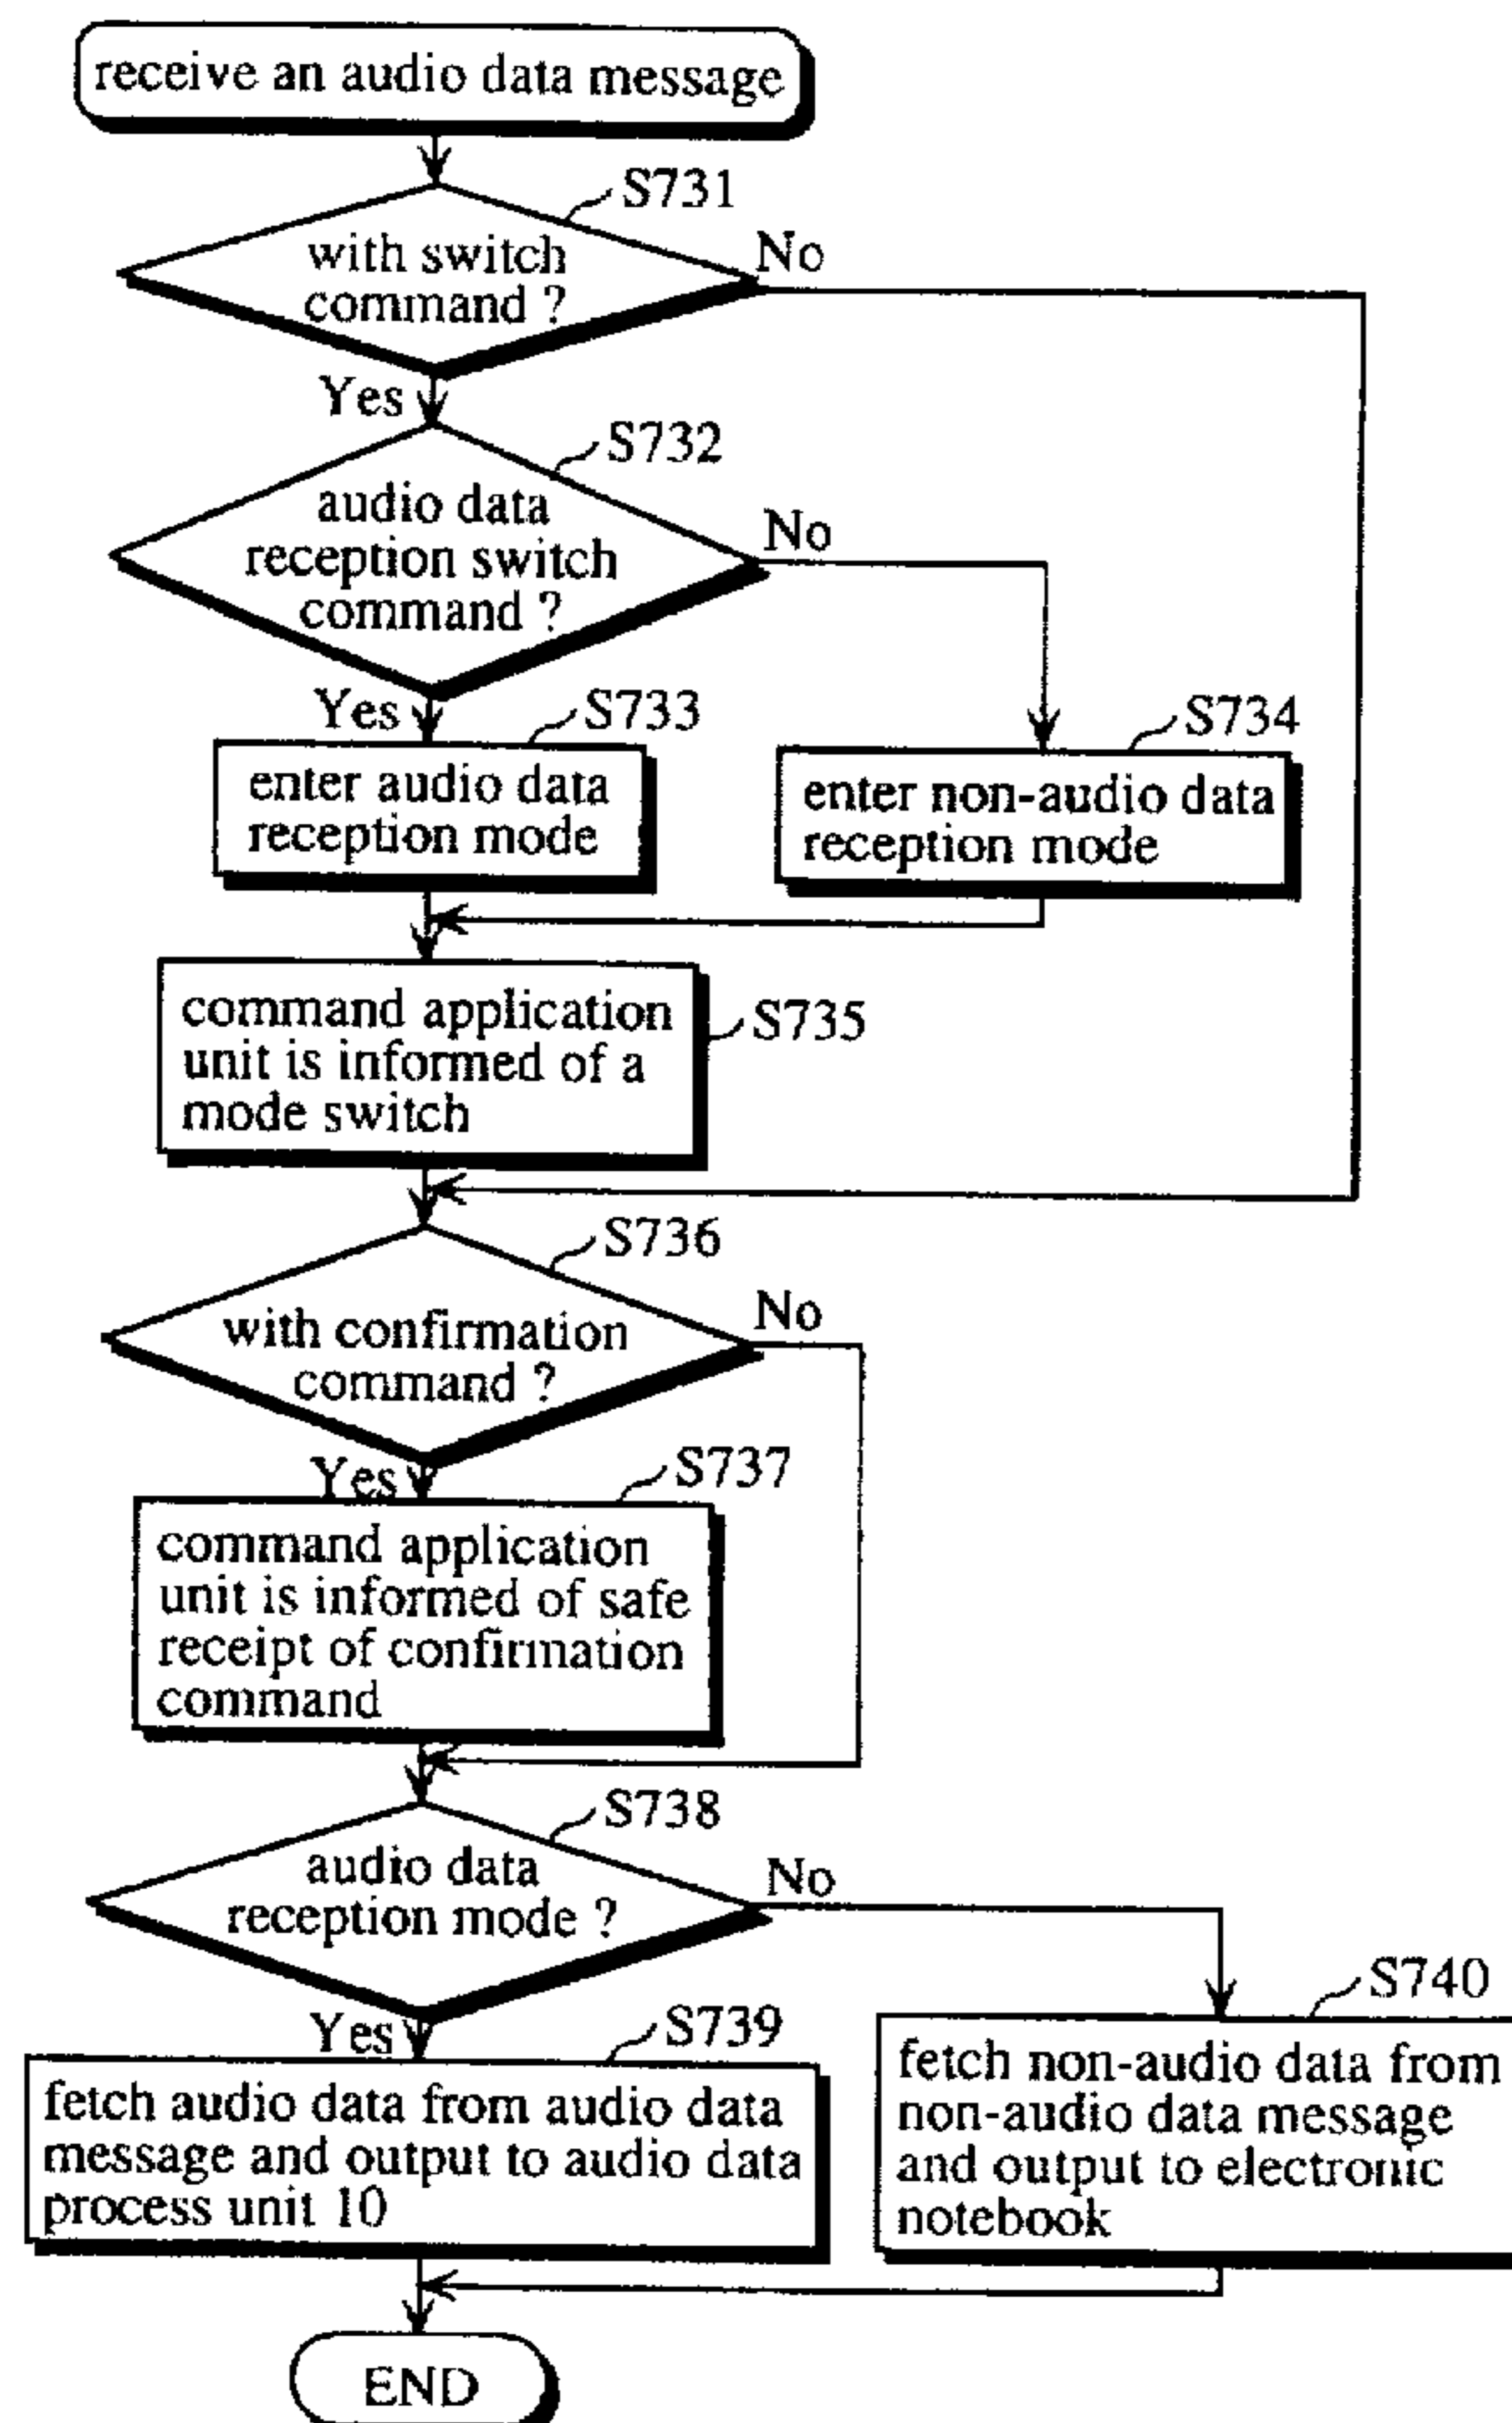 receive an audio data message
S731
with switch
command ?
No
Yes
S732
audio data
reception switch
command ?
No
Yes
S733
enter audio data
reception mode
S734
enter non-audio data
reception mode
command application
unit is informed of a
mode switch
S735
S736
with confirmation
command ?
No
Yes
S737
command application
unit is informed of safe
receipt of confirmation
command
S738
audio data
reception mode ?
No
Yes
S739
fetch audio data from audio data
message and output to audio data
process unit 10
S740
fetch non-audio data from
non-audio data message
and output to electronic
notebook
END